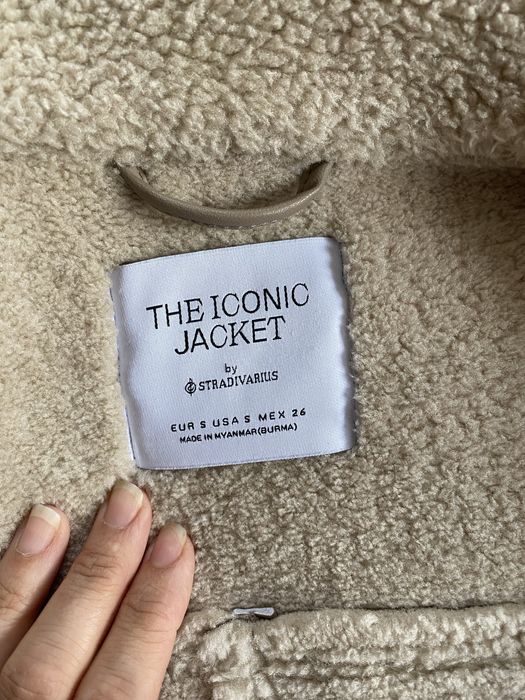 THE ICONIC
JACKET
by
STRADIVARIUS
EUR S USA S MEX 26
MADE IN MYANMAR(BURMA)